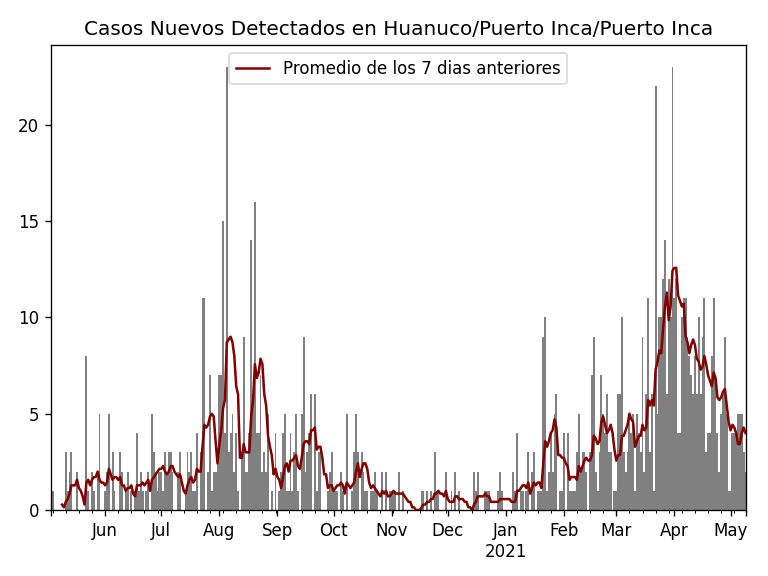 Casos Nuevos Detectados en Huanuco/Puerto Inca/Puerto Inca
Promedio de los 7 dias anteriores
20
15
10
5
0
Jun Jul Aug Sep Oct Nov Dec Jan Feb Mar Apr May
2021